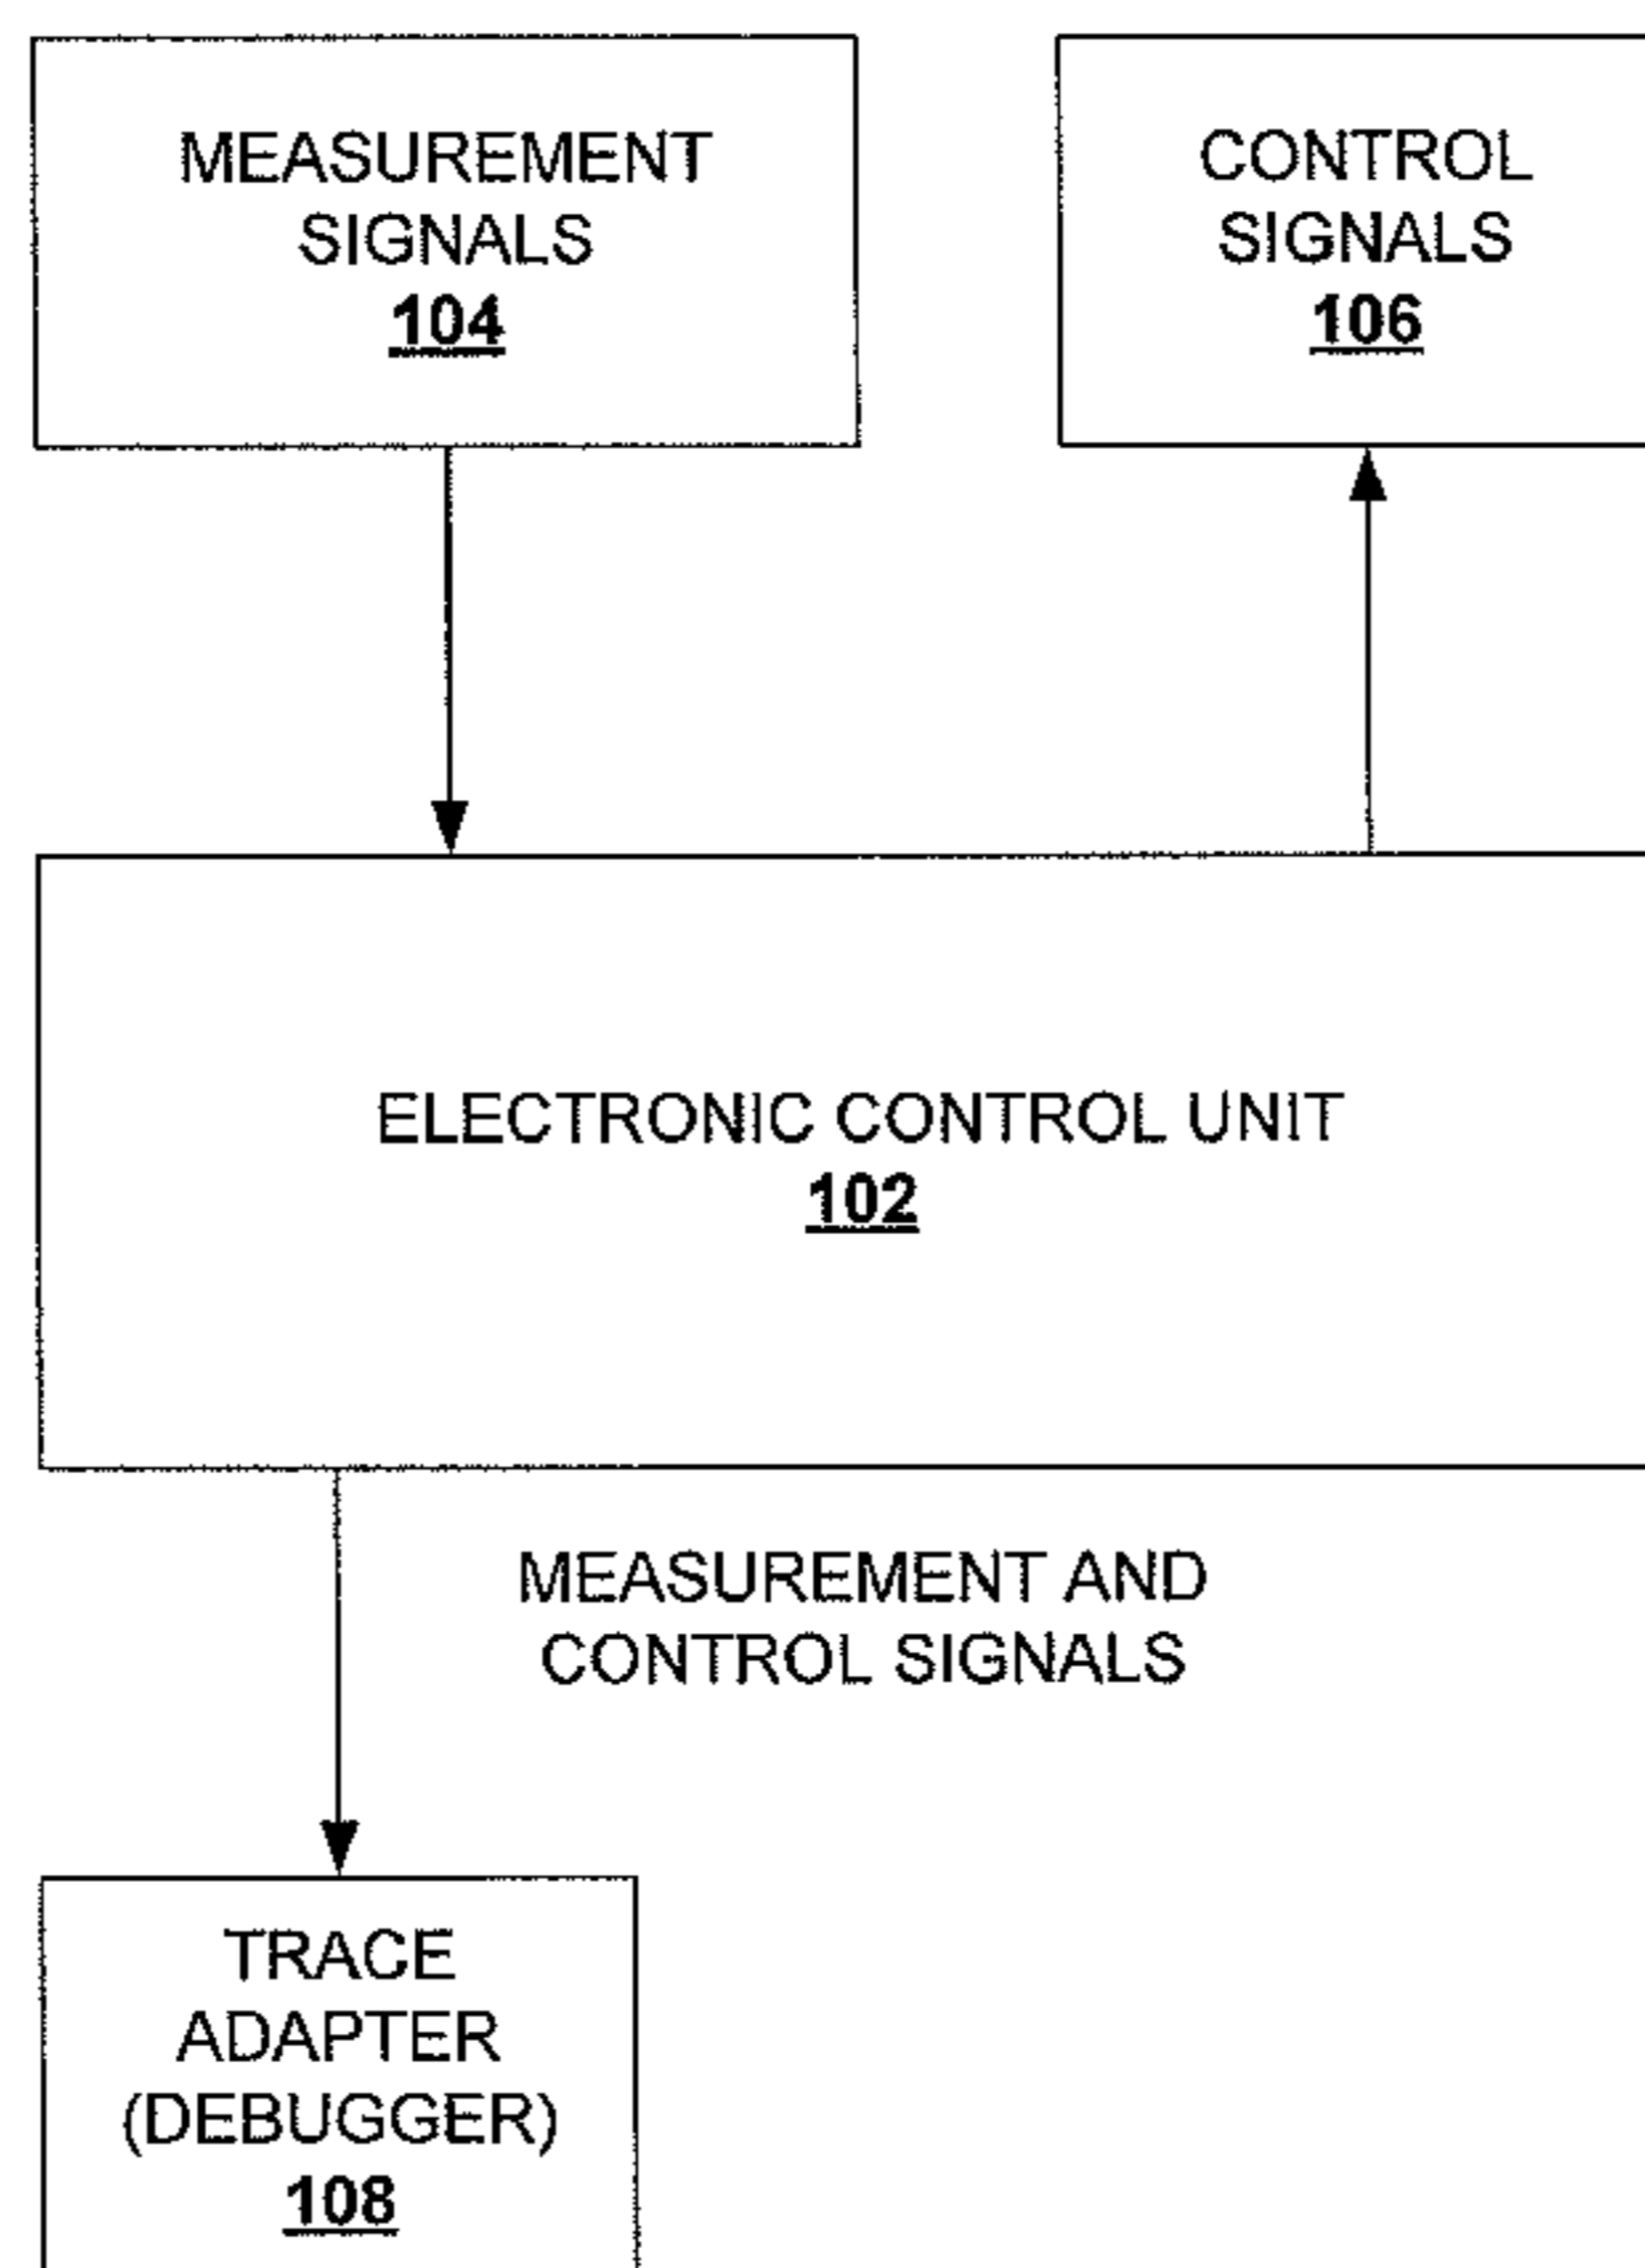 MEASUREMENT
SIGNALS
104
CONTROL
SIGNALS
106
ELECTRONIC CONTROL UNIT
102
MEASUREMENT AND
CONTROL SIGNALS
TRACE
ADAPTER
(DEBUGGER)
108